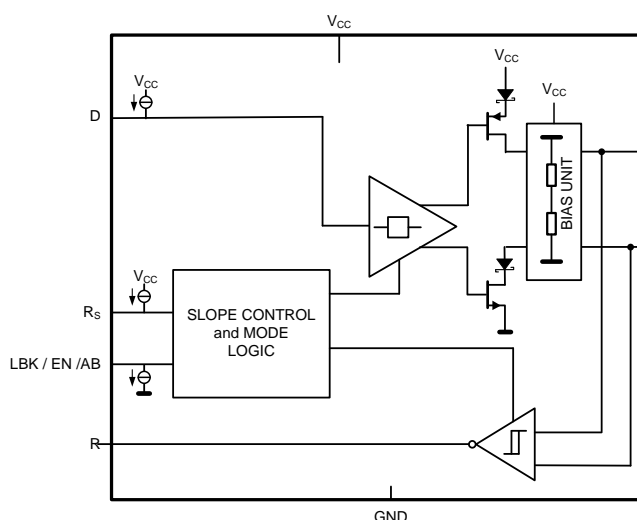 VCC
VCC
VCC
D
VCC
BIAS UNIT
VCC
RS
SLOPE CONTROL
and MODE
LOGIC
LBK / EN /AB
R
GND